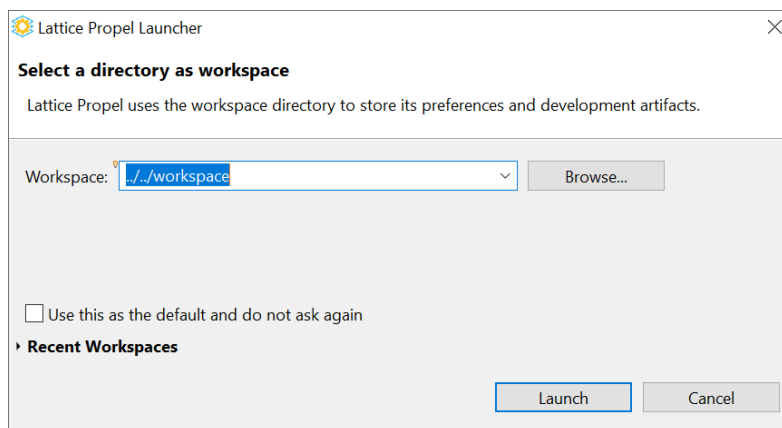 Lattice Propel Launcher
Select a directory as workspace
Lattice Propel uses the workspace directory to store its preferences and development artifacts.
Workspace: ../../workspace Browse...
Use this as the default and do not ask again
Recent Workspaces
Launch Cancel